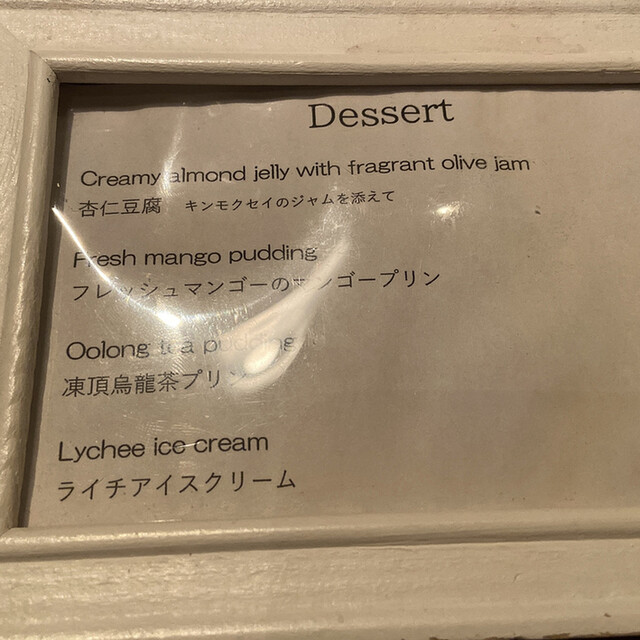 Dessert
Creamy almond jelly with fragrant olive jam
杏仁豆腐 キンモクセイのジャムを添えて
Fresh mango pudding
フレッシュマンゴーのマンゴープリン
Oolong tea pudding
凍頂烏龍茶プリン
Lychee ice cream
ライチアイスクリーム